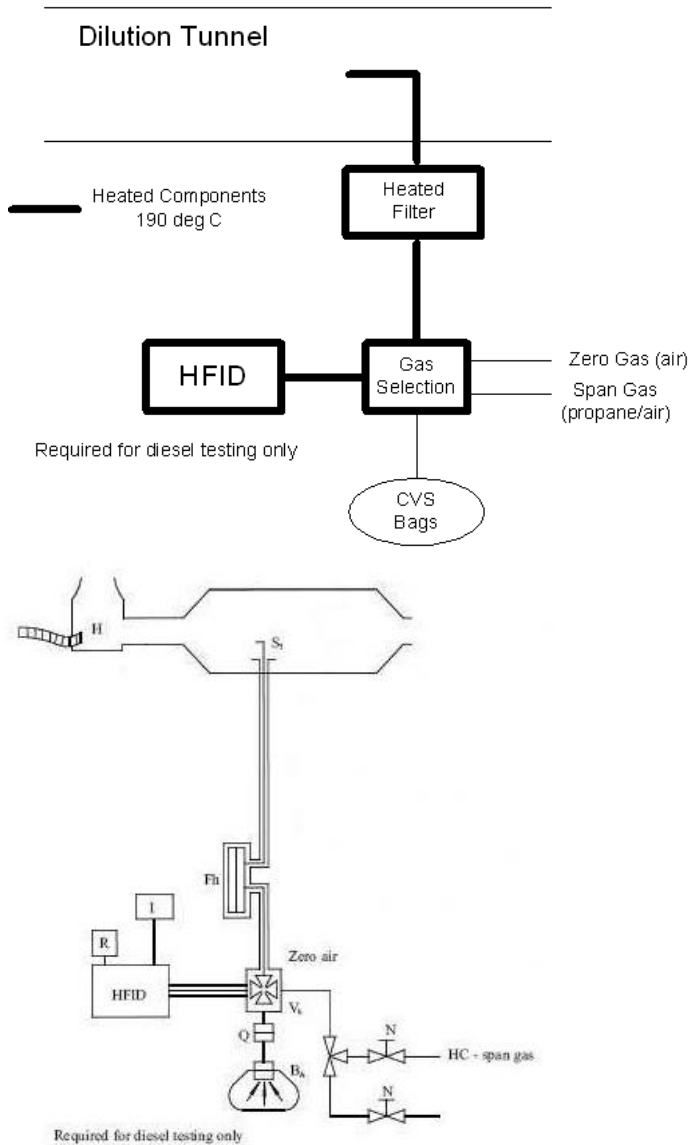 Dilution Tunnel
Heated Components
190 deg C
Heated
Filter
HFID
Gas
Selection
Zero Gas (air)
Span Gas
(propane/air)
Required for diesel testing only
CVS
Bags
H
Fh
R
HFID
Zero air
Q
N
HC - span gas
N
Required for diesel testing only